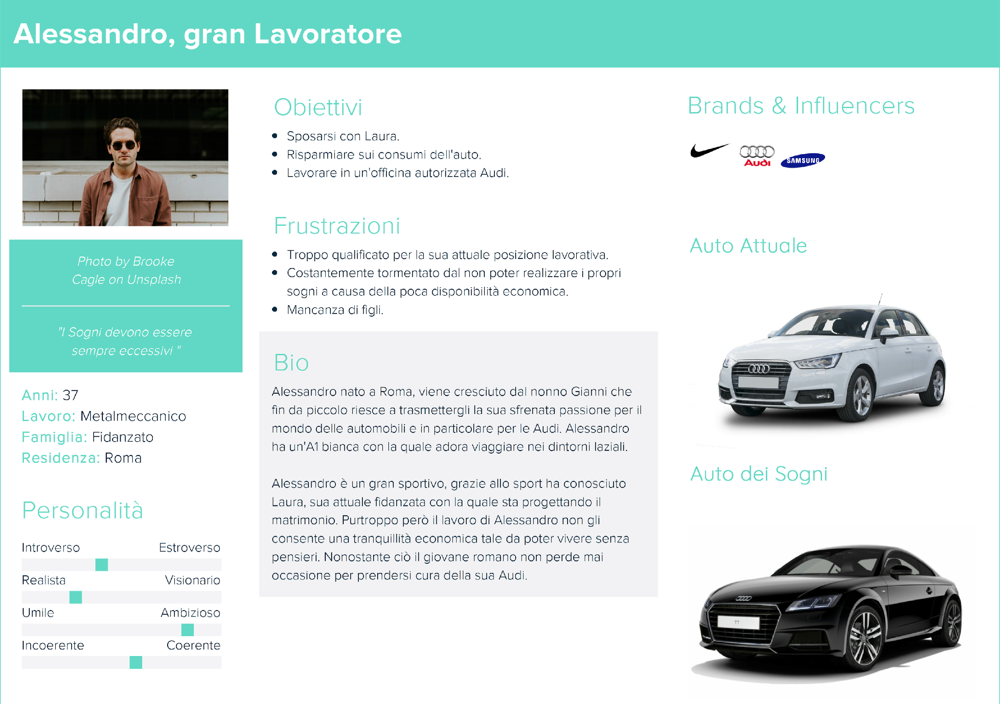 Alessandro, gran Lavoratore
Photo by Brooke
Cagle on Unsplash
"I Sogni devono essere
sempre eccessivi "
Anni: 37
Lavoro: Metalmeccanico
Famiglia: Fidanzato
Residenza: Roma
Personalità
Introverso Estroverso
Realista Visionario
Umile Ambizioso
Incoerente Coerente
Obiettivi
Sposarsi con Laura.
Risparmiare sui consumi dell'auto.
Lavorare in un'officina autorizzata Audi.
Frustrazioni
Troppo qualificato per la sua attuale posizione lavorativa.
Costantemente tormentato dal non poter realizzare i propri
sogni a causa della poca disponibilità economica.
Mancanza di figli.
Bio
Alessandro nato a Roma, viene cresciuto dal nonno Gianni che
fin da piccolo riesce a trasmettergli la sua sfrenata passione per il
mondo delle automobili e in particolare per le Audi. Alessandro
ha un'A1 bianca con la quale adora viaggiare nei dintorni laziali.
Alessandro è un gran sportivo, grazie allo sport ha conosciuto
Laura, sua attuale fidanzata con la quale sta progettando il
matrimonio. Purtroppo però il lavoro di Alessandro non gli
consente una tranquillità economica tale da poter vivere senza
pensieri. Nonostante ciò il giovane romano non perde mai
occasione per prendersi cura della sua Audi.
Brands & Influencers
Audi
SAMSUNG
Auto Attuale
Auto dei Sogni
TT